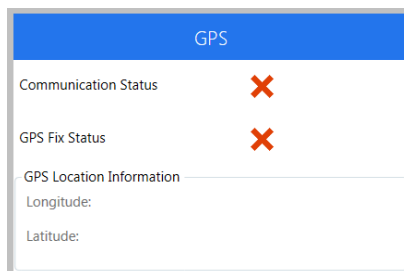 GPS
Communication Status
GPS Fix Status
GPS Location Information
Longitude:
Latitude: